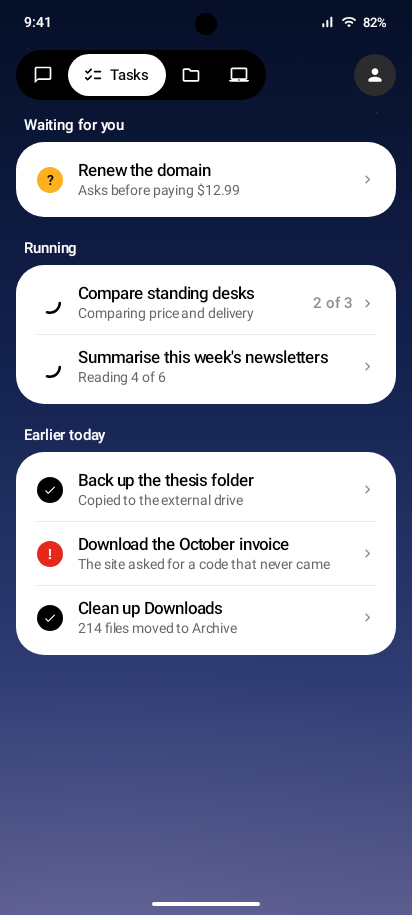 9:41
82%
Tasks
Waiting for you
?
Renew the domain
Asks before paying $12.99
Running
Compare standing desks
Comparing price and delivery
2 of 3
Summarise this week's newsletters
Reading 4 of 6
Earlier today
Back up the thesis folder
Copied to the external drive
!
Download the October invoice
The site asked for a code that never came
Clean up Downloads
214 files moved to Archive